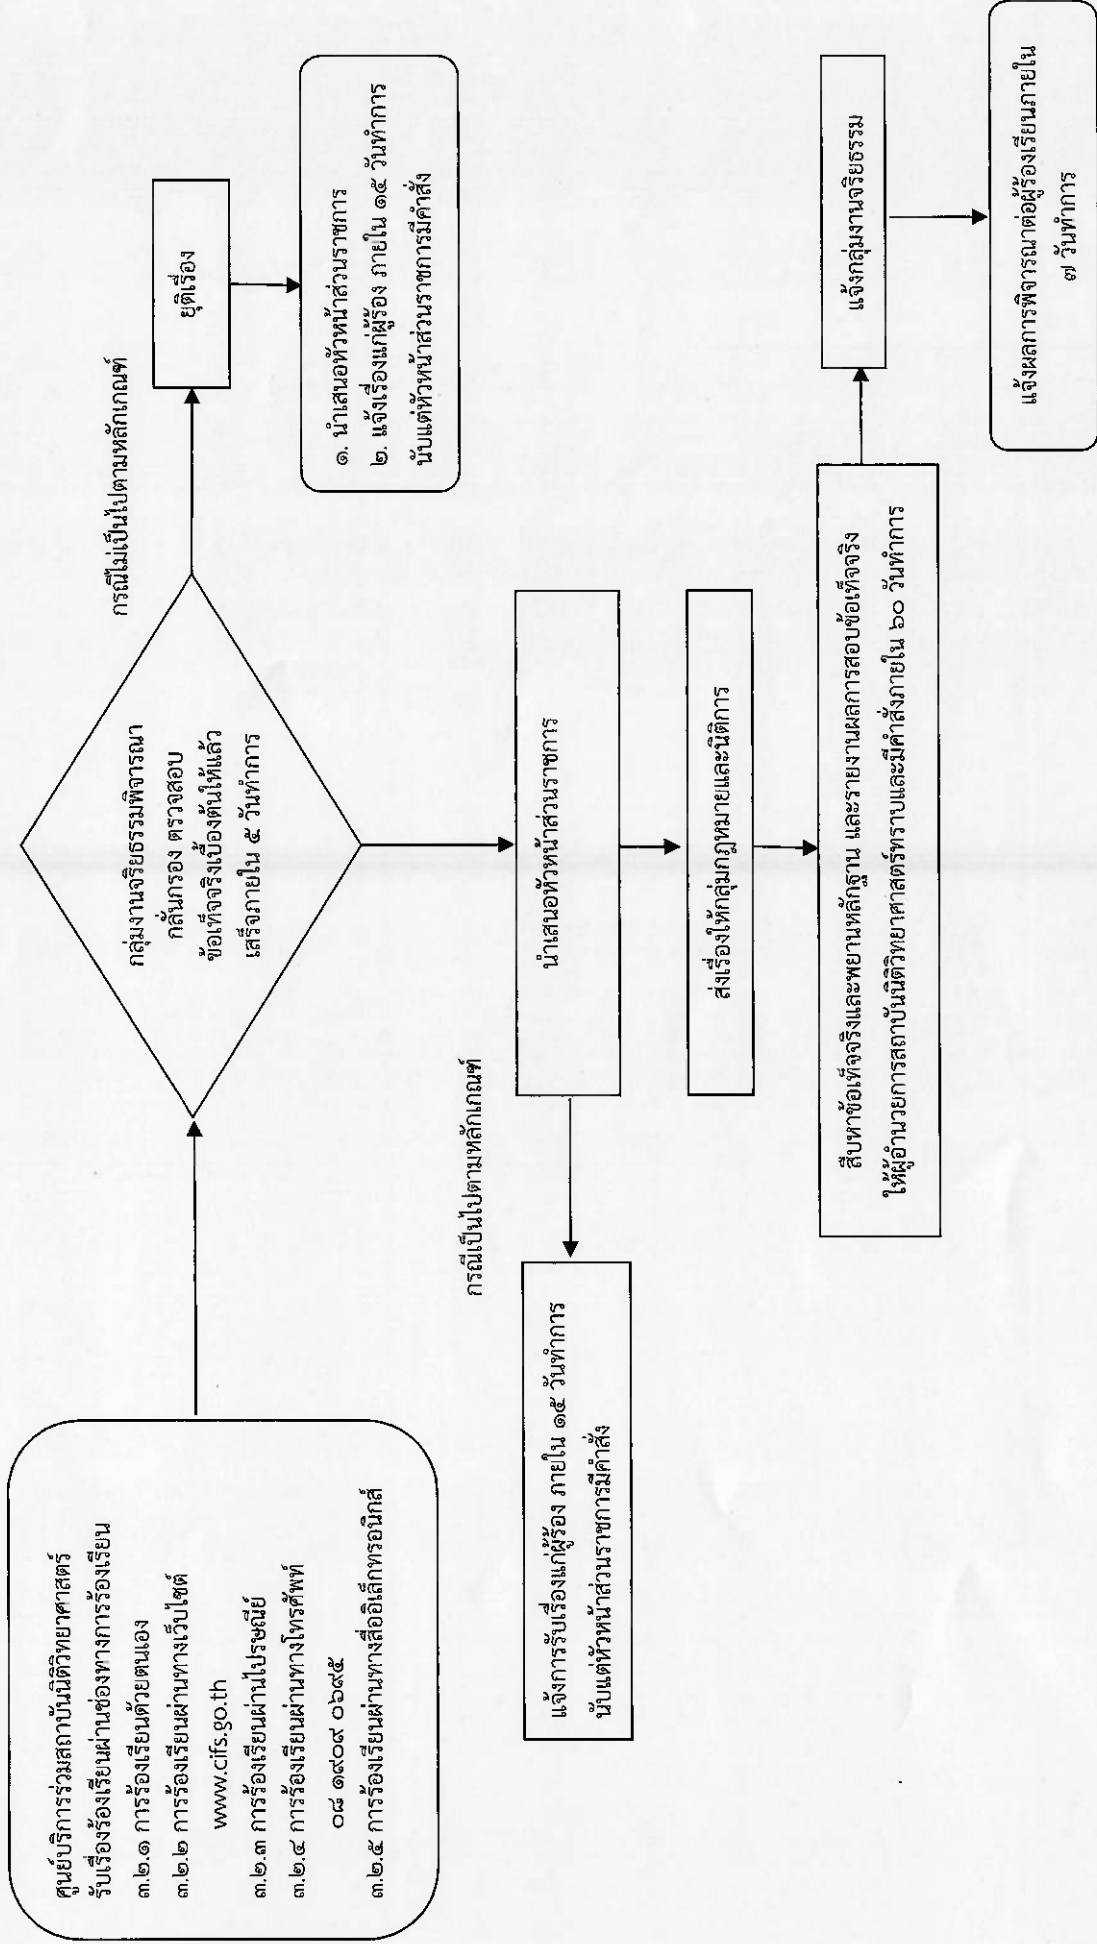 ศูนย์บริการร่วมสถาบันนิติวิทยาศาสตร์
รับเรื่องร้องเรียนผ่านช่องทางการร้องเรียน
๓.๒.๑ การร้องเรียนด้วยตนเอง
๓.๒.๒ การร้องเรียนผ่านทางเว็บไซต์
www.cifs.go.th
๓.๒.๓ การร้องเรียนผ่านไปรษณีย์
๓.๒.๔ การร้องเรียนผ่านทางโทรศัพท์
๐๘ ๑๙๐๙ ๐๖๙๕
๓.๒.๕ การร้องเรียนผ่านทางสื่ออิเล็กทรอนิกส์
กลุ่มงานจริยธรรมพิจารณา
กลั่นกรอง ตรวจสอบ
ข้อเท็จจริงเบื้องต้นให้แล้ว
เสร็จภายใน ๕ วันทำการ
กรณีไม่เป็นไปตามหลักเกณฑ์
ยุติเรื่อง
๑. นำเสนอหัวหน้าส่วนราชการ
๒. แจ้งเรื่องแก่ผู้ร้อง ภายใน ๑๕ วันทำการ
นับแต่หัวหน้าส่วนราชการมีคำสั่ง
กรณีเป็นไปตามหลักเกณฑ์
นำเสนอหัวหน้าส่วนราชการ
แจ้งการรับเรื่องแก่ผู้ร้อง ภายใน ๑๕ วันทำการ
นับแต่หัวหน้าส่วนราชการมีคำสั่ง
ส่งเรื่องให้กลุ่มกฎหมายและนิติการ
สืบหาข้อเท็จจริงและพยานหลักฐาน และรายงานผลการสอบข้อเท็จจริง
ให้ผู้อำนวยการสถาบันนิติวิทยาศาสตร์ทราบและมีคำสั่งภายใน ๖๐ วันทำการ
แจ้งกลุ่มงานจริยธรรม
แจ้งผลการพิจารณาต่อผู้ร้องเรียนภายใน
๗ วันทำการ